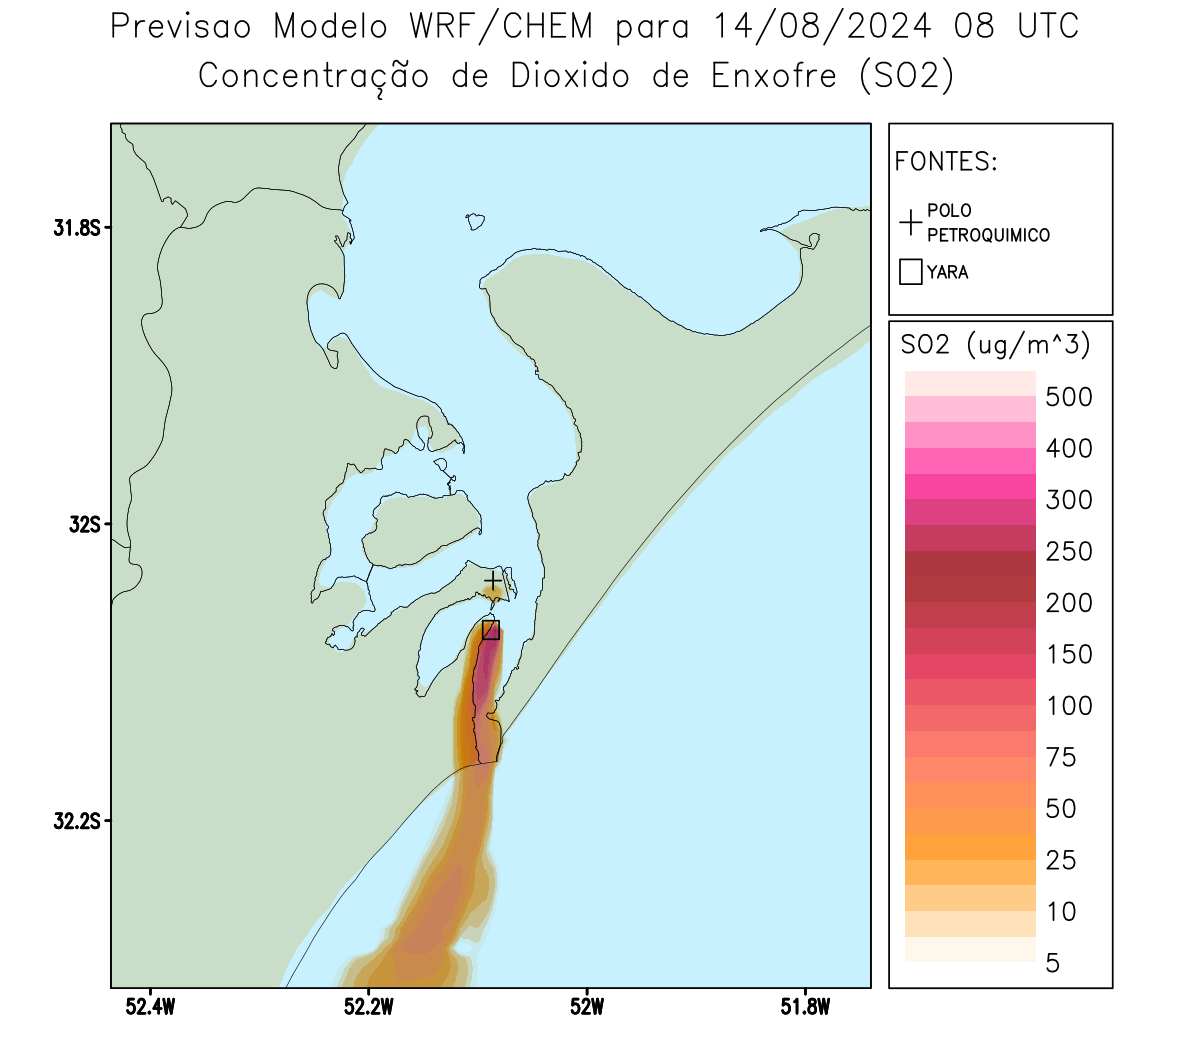 Previsao Modelo WRF/CHEM para 14/08/2024 08 UTC
Concentração de Dioxido de Enxofre (SO2)
FONTES:
POLO
PETROQUIMICO
YARA
31.8S
32S
32.2S
52.4W
52.2W
52W
51.8W
SO2 (ug/m^3)
500
400
300
250
200
150
100
75
50
25
10
5